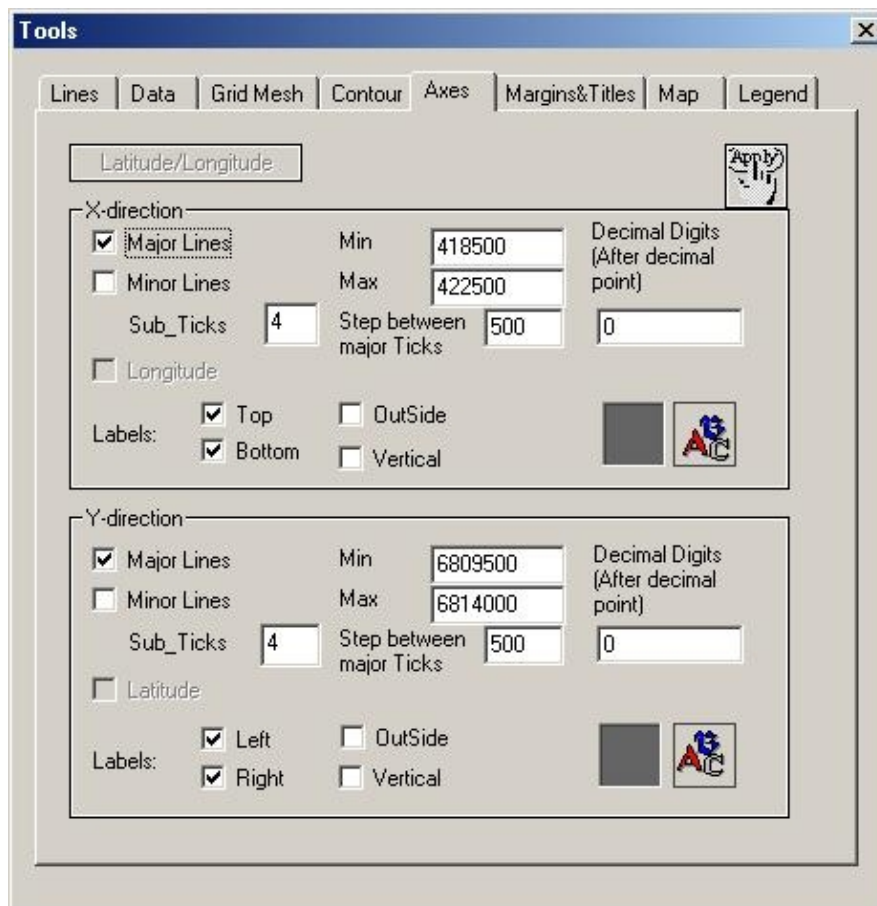 Tools
Lines Data Grid Mesh Contour Axes Margins&Titles Map Legend
Latitude/Longitude
Apply
X-direction
Major Lines
Minor Lines
Sub_Ticks 4
Longitude
Min 418500
Max 422500
Step between
major Ticks
500
Decimal Digits
(After decimal
point)
0
Labels:
Top
Bottom
OutSide
Vertical
ABC
Y-direction
Major Lines
Minor Lines
Sub_Ticks 4
Latitude
Min 6809500
Max 6814000
Step between
major Ticks
500
Decimal Digits
(After decimal
point)
0
Labels:
Left
Right
OutSide
Vertical
ABC